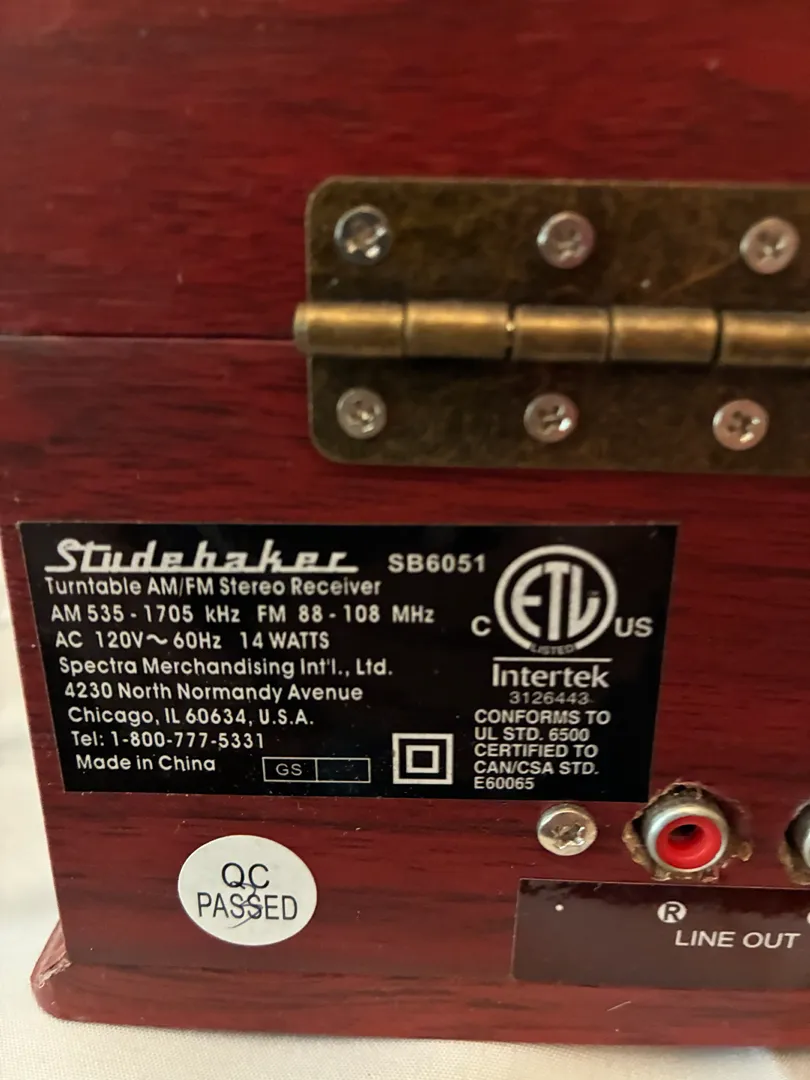 Studebaker SB6051
Turntable AM/FM Stereo Receiver
AM 535 - 1705 kHz FM 88 - 108 MHz
AC 120V~60Hz 14 WATTS
Spectra Merchandising Int'l., Ltd.
4230 North Normandy Avenue
Chicago, IL 60634, U.S.A.
Tel: 1-800-777-5331
Made in China
GS
C ETL US
LISTED
Intertek
3126443
CONFORMS TO
UL STD. 6500
CERTIFIED TO
CAN/CSA STD.
E60065
QC
PASSED
R
LINE OUT